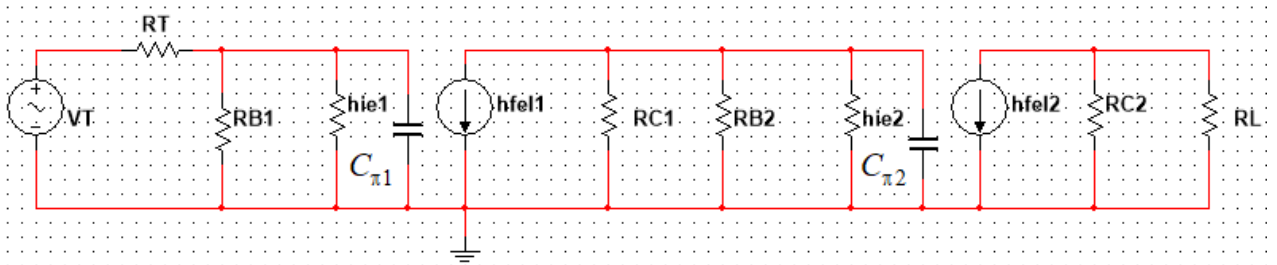 RT
VT
RB1
hie1
Cπ1
hfeI1
RC1
RB2
hie2
Cπ2
hfeI2
RC2
RL